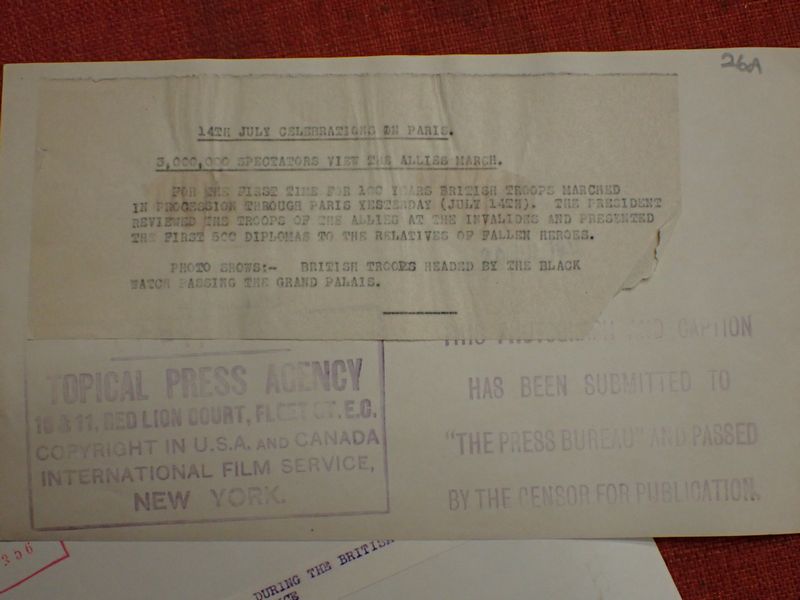 26A
14TH JULY CELEBRATIONS IN PARIS.
3,000,000 SPECTATORS VIEW THE ALLIES MARCH.
FOR THE FIRST TIME FOR 100 YEARS BRITISH TROOPS MARCHED
IN PROCESSION THROUGH PARIS YESTERDAY (JULY 14TH). THE PRESIDENT
REVIEWED THE TROOPS OF THE ALLIES AT THE INVALIDES AND PRESENTED
THE FIRST 500 DIPLOMAS TO THE RELATIVES OF FALLEN HEROES.
PHOTO SHOWS:- BRITISH TROOPS HEADED BY THE BLACK
WATCH PASSING THE GRAND PALAIS.
TOPICAL PRESS AGENCY
10 & 11, RED LION COURT, FLEET ST. E.C.
COPYRIGHT IN U.S.A. AND CANADA
INTERNATIONAL FILM SERVICE,
NEW YORK.
THIS PHOTOGRAPH AND CAPTION
HAS BEEN SUBMITTED TO
"THE PRESS BUREAU" AND PASSED
BY THE CENSOR FOR PUBLICATION.
356
DURING THE BRITISH